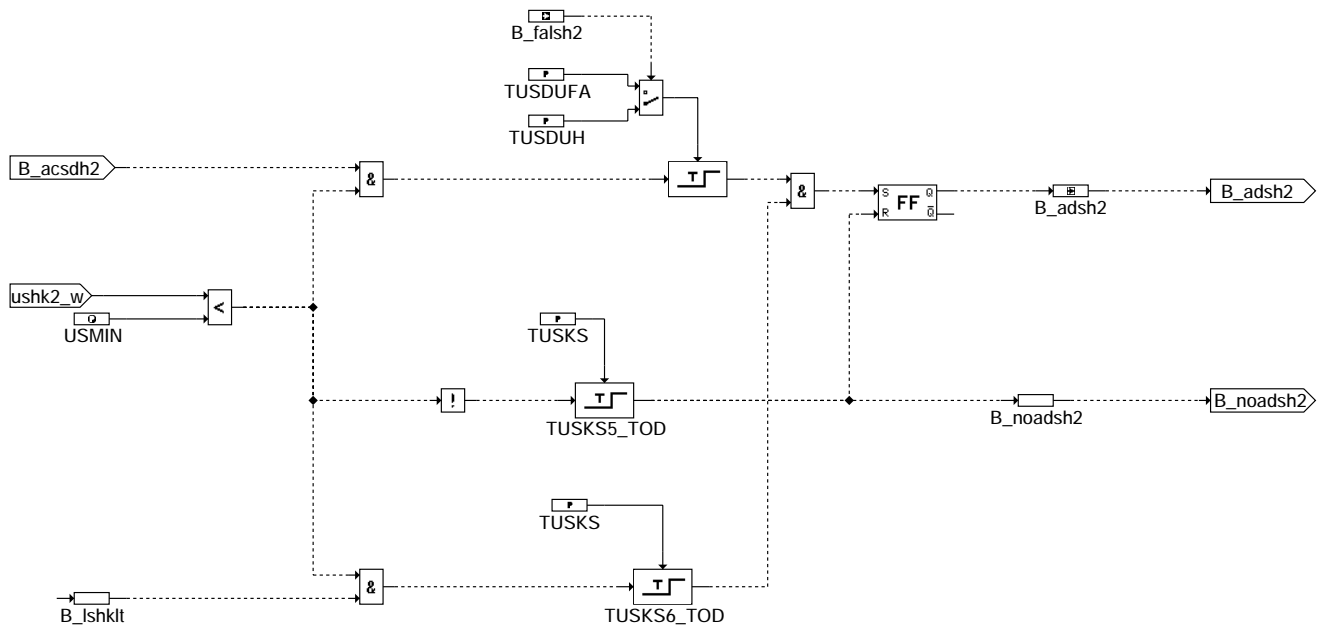 B_falsh2
P
TUSDUFA
P
TUSDUH
B_acsdh2
&
T
&
S Q
FF
R Q̅
B_adsh2
B_adsh2
ushk2_w
<
USMIN
P
TUSKS
!
T
TUSKS5_TOD
B_noadsh2
B_noadsh2
P
TUSKS
&
T
TUSKS6_TOD
B_lshklt